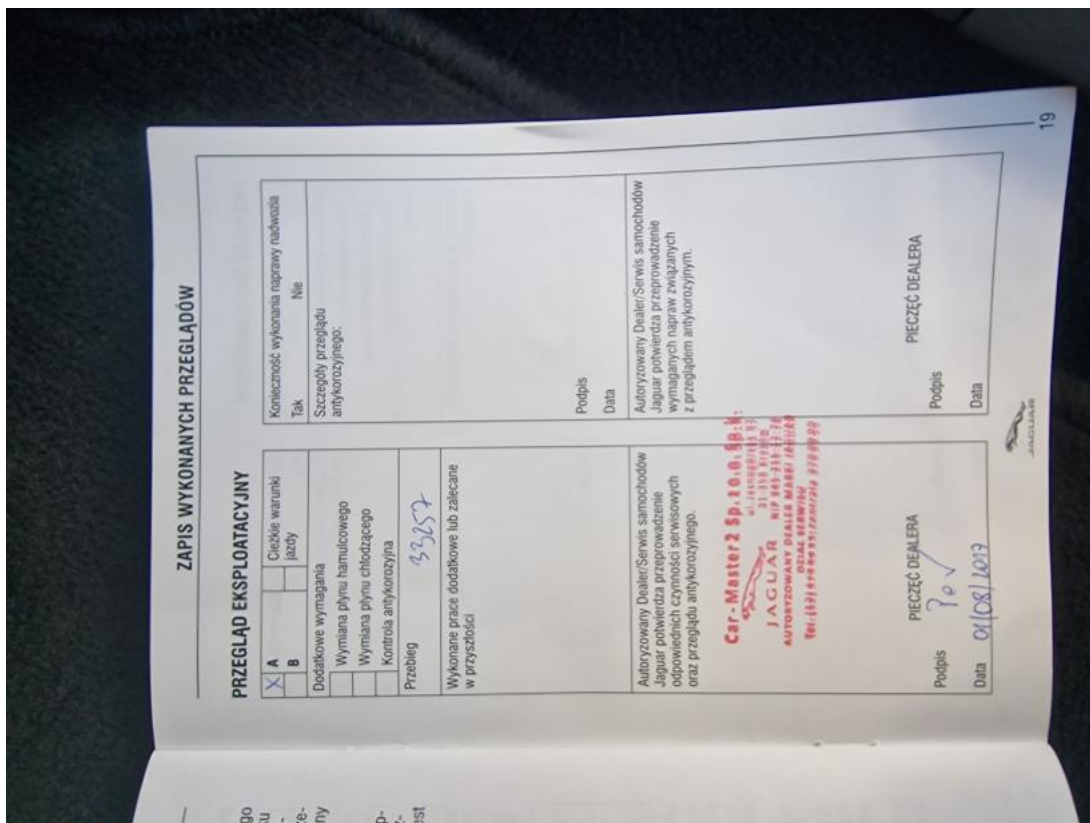 ZAPIS WYKONANYCH PRZEGLĄDÓW
PRZEGLĄD EKSPLOATACYJNY
X A
B
Ciężkie warunki
jazdy
Dodatkowe wymagania
Wymiana płynu hamulcowego
Wymiana płynu chłodzącego
Kontrola antykorozyjna
Przebieg 33257
Wykonane prace dodatkowe lub zalecane
w przyszłości
Autoryzowany Dealer/Serwis samochodów
Jaguar potwierdza przeprowadzenie
odpowiednich czynności serwisowych
oraz przeglądu antykorozyjnego.
Car-Master 2 Sp. z o.o. Sp.k.
JAGUAR
AUTORYZOWANY DEALER MARKI JAGUAR
DZIAŁ SERWISU
PIECZĘĆ DEALERA
Podpis
Data 01/08/2017
Konieczność wykonania naprawy nadwozia
Tak Nie
Szczegóły przeglądu
antykorozyjnego:
Podpis
Data
Autoryzowany Dealer/Serwis samochodów
Jaguar potwierdza przeprowadzenie
wymaganych napraw związanych
z przeglądem antykorozyjnym.
PIECZĘĆ DEALERA
Podpis
Data
JAGUAR
19